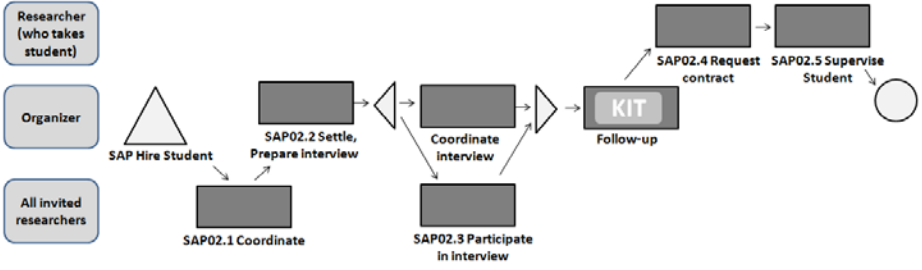 Researcher
(who takes
student)
SAP02.4 Request
contract
SAP02.5 Supervise
Student
Organizer
SAP Hire Student
SAP02.2 Settle,
Prepare interview
Coordinate
interview
KIT
Follow-up
All invited
researchers
SAP02.1 Coordinate
SAP02.3 Participate
in interview